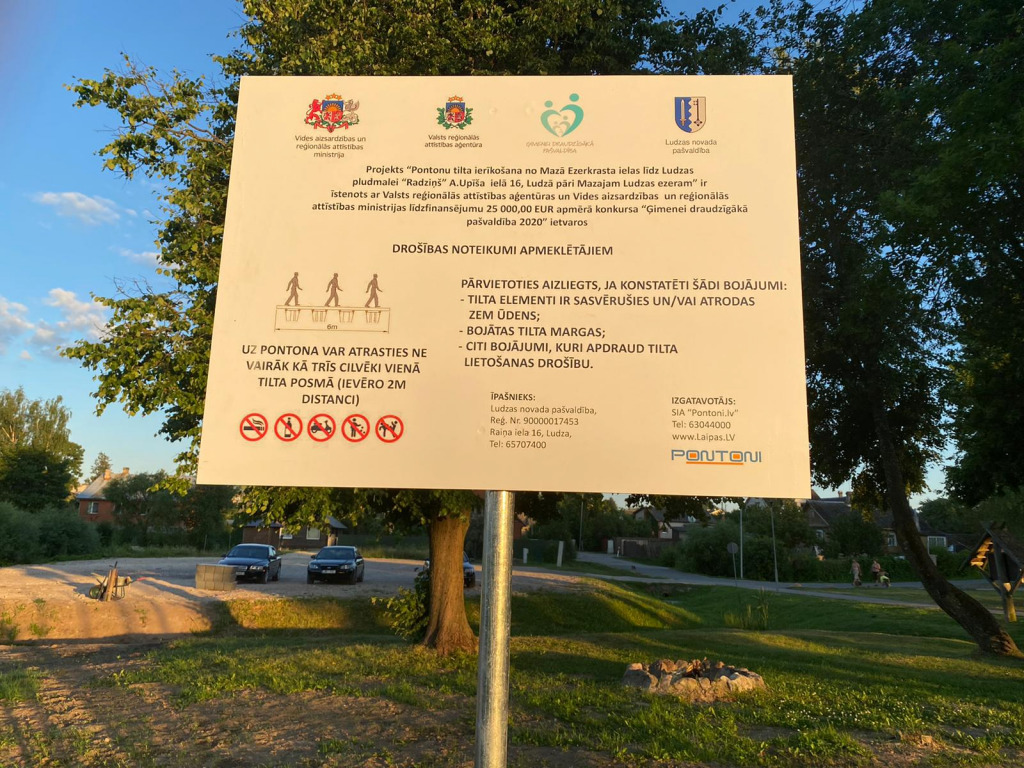 Vides aizsardzības un
reģionālās attīstības
ministrija
Valsts reģionālās
attīstības aģentūra
ĢIMENEI DRAUDZĪGĀKĀ
PAŠVALDĪBA
Ludzas novada
pašvaldība
Projekts "Pontonu tilta ierīkošana no Mazā Ezerkrasta ielas līdz Ludzas
pludmalei "Radziņš" A.Upīša ielā 16, Ludzā pāri Mazajam Ludzas ezeram" ir
īstenots ar Valsts reģionālās attīstības aģentūras un Vides aizsardzības un reģionālās
attīstības ministrijas līdzfinansējumu 25 000,00 EUR apmērā konkursa "Ģimenei draudzīgākā
pašvaldība 2020" ietvaros
DROŠĪBAS NOTEIKUMI APMEKLĒTĀJIEM
6m
UZ PONTONA VAR ATRASTIES NE
VAIRĀK KĀ TRĪS CILVĒKI VIENĀ
TILTA POSMĀ (IEVĒRO 2M
DISTANCI)
PĀRVIETOTIES AIZLIEGTS, JA KONSTATĒTI ŠĀDI BOJĀJUMI:
- TILTA ELEMENTI IR SASVĒRUŠIES UN/VAI ATRODAS
ZEM ŪDENS;
- BOJĀTAS TILTA MARGAS;
- CITI BOJĀJUMI, KURI APDRAUD TILTA
LIETOŠANAS DROŠĪBU.
ĪPAŠNIEKS:
Ludzas novada pašvaldība,
Reģ. Nr. 90000017453
Raiņa iela 16, Ludza,
Tel: 65707400
IZGATAVOTĀJS:
SIA "Pontoni.lv"
Tel: 63044000
www.Laipas.LV
PONTONI